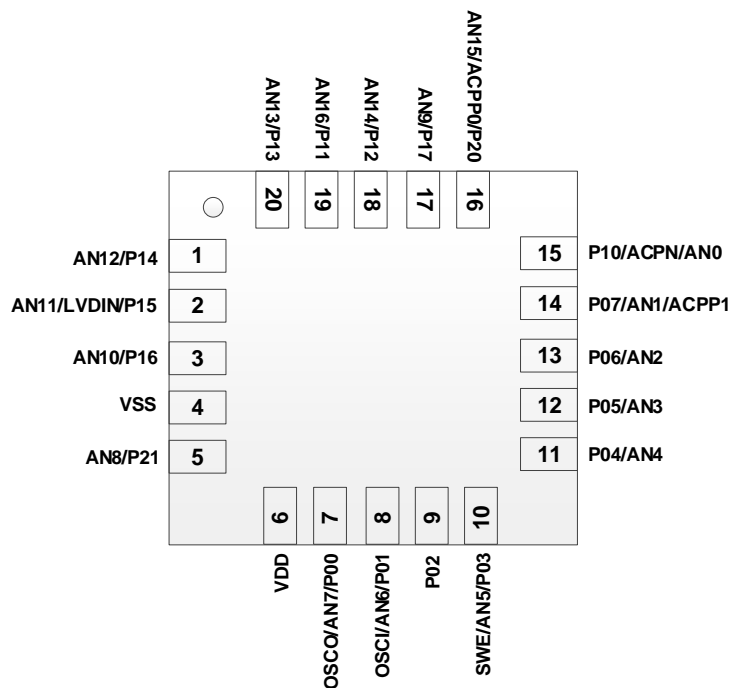 AN13/P13
AN16/P11
AN14/P12
AN9/P17
AN15/ACPP0/P20
20
19
18
17
16
AN12/P14
1
15
P10/ACPN/AN0
AN11/LVDIN/P15
2
14
P07/AN1/ACPP1
AN10/P16
3
13
P06/AN2
VSS
4
12
P05/AN3
AN8/P21
5
11
P04/AN4
6
7
8
9
10
VDD
OSCO/AN7/P00
OSCI/AN6/P01
P02
SWE/AN5/P03